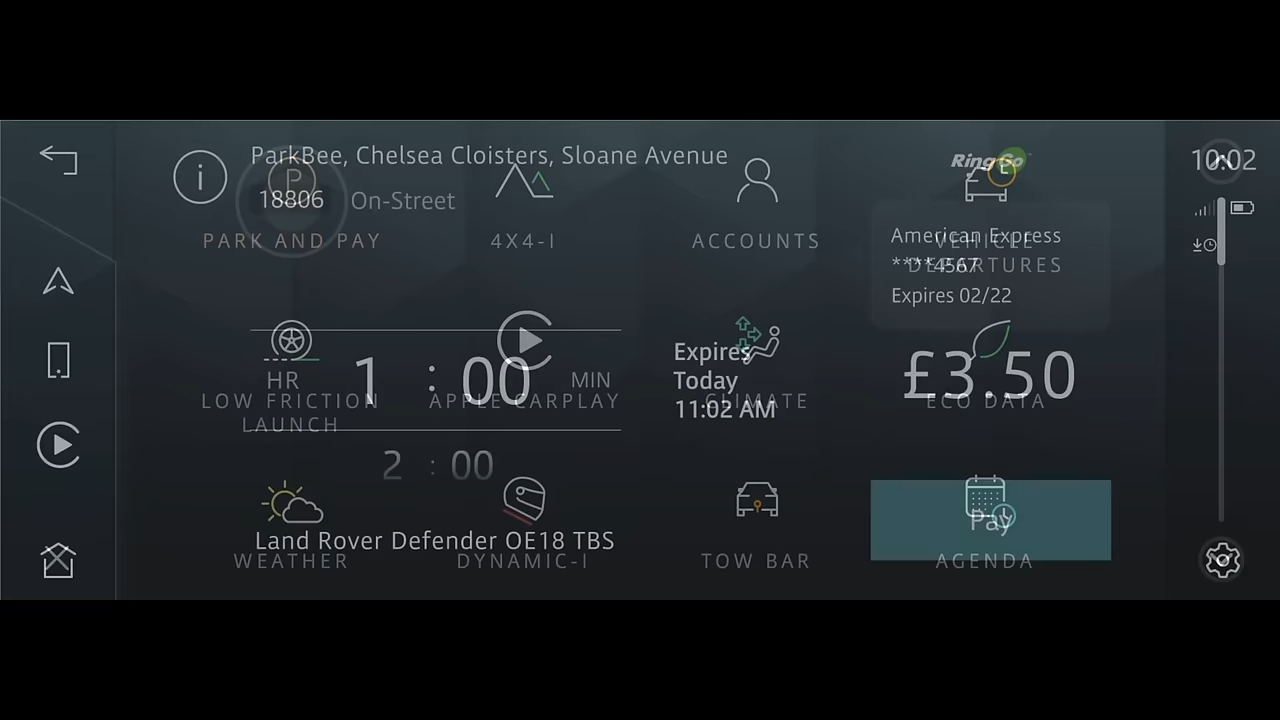 ParkBee, Chelsea Cloisters, Sloane Avenue
RingGo
10:02
P
18806 On-Street
PARK AND PAY
4X4-I
ACCOUNTS
VEHICLE
DEPARTURES
American Express
****4567
Expires 02/22
HR 1 : 00 MIN
Expires
Today
11:02 AM
£3.50
LOW FRICTION
LAUNCH
APPLE CARPLAY
CLIMATE
ECO DATA
2 : 00
Pay
Land Rover Defender OE18 TBS
WEATHER
DYNAMIC-I
TOW BAR
AGENDA